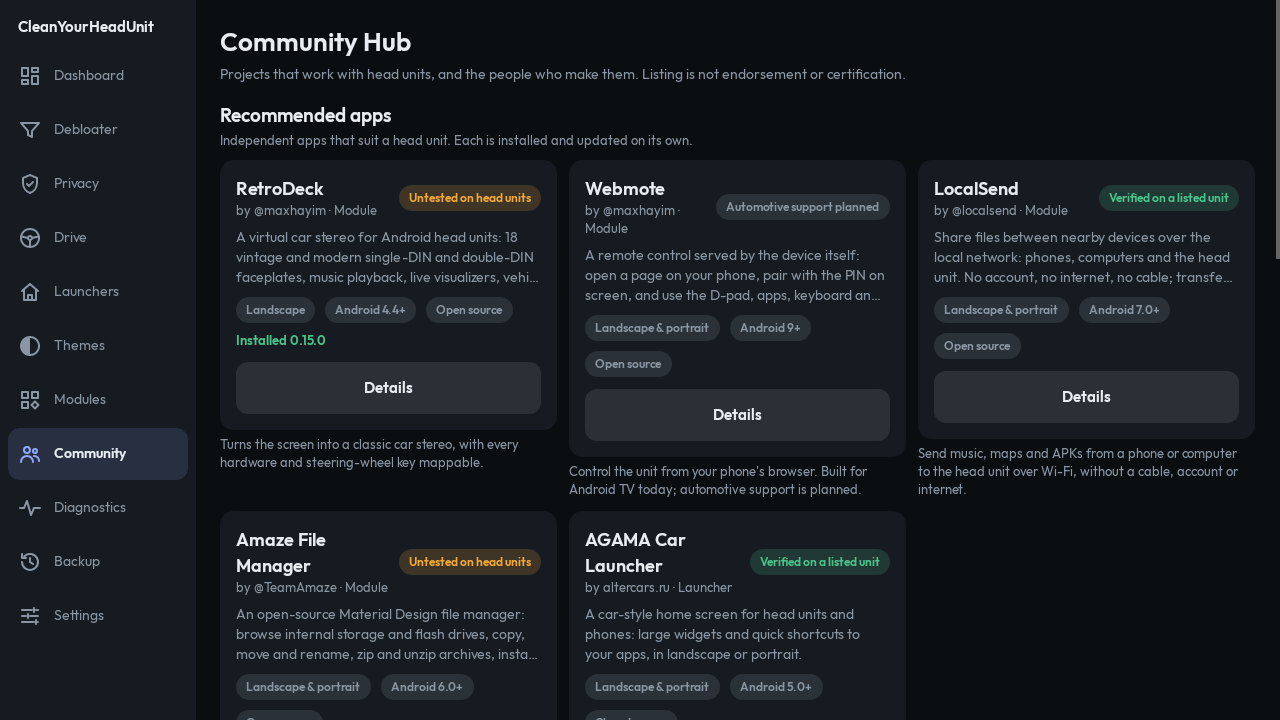 CleanYourHeadUnit
Dashboard
Debloater
Privacy
Drive
Launchers
Themes
Modules
Community
Diagnostics
Backup
Settings
Community Hub
Projects that work with head units, and the people who make them. Listing is not endorsement or certification.
Recommended apps
Independent apps that suit a head unit. Each is installed and updated on its own.
RetroDeck
by @maxhayim · Module
Untested on head units
A virtual car stereo for Android head units: 18
vintage and modern single-DIN and double-DIN
faceplates, music playback, live visualizers, vehi...
Landscape
Android 4.4+
Open source
Installed 0.15.0
Details
Turns the screen into a classic car stereo, with every
hardware and steering-wheel key mappable.
Webmote
by @maxhayim ·
Module
Automotive support planned
A remote control served by the device itself:
open a page on your phone, pair with the PIN on
screen, and use the D-pad, apps, keyboard an...
Landscape & portrait
Android 9+
Open source
Details
Control the unit from your phone's browser. Built for
Android TV today; automotive support is planned.
LocalSend
by @localsend · Module
Verified on a listed unit
Share files between nearby devices over the
local network: phones, computers and the head
unit. No account, no internet, no cable; transfe...
Landscape & portrait
Android 7.0+
Open source
Details
Send music, maps and APKs from a phone or computer
to the head unit over Wi-Fi, without a cable, account or
internet.
Amaze File
Manager
by @TeamAmaze · Module
Untested on head units
An open-source Material Design file manager:
browse internal storage and flash drives, copy,
move and rename, zip and unzip archives, insta...
Landscape & portrait
Android 6.0+
AGAMA Car
Launcher
by altercars.ru · Launcher
Verified on a listed unit
A car-style home screen for head units and
phones: large widgets and quick shortcuts to
your apps, in landscape or portrait.
Landscape & portrait
Android 5.0+